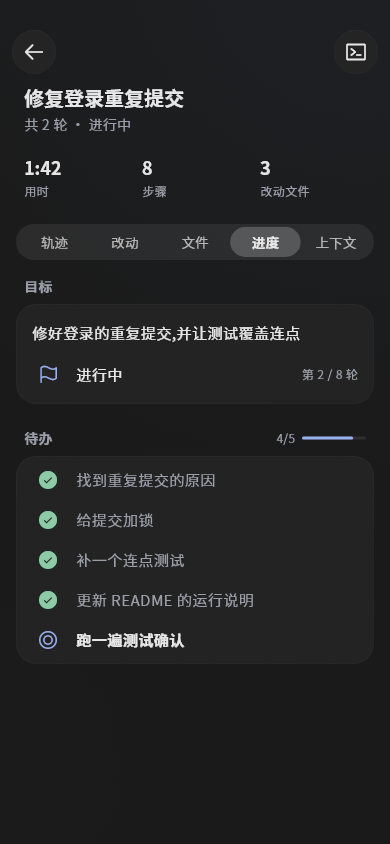 修复登录重复提交
共 2 轮 · 进行中
1:42 8 3
用时 步骤 改动文件
轨迹 改动 文件 进度 上下文
目标
修好登录的重复提交,并让测试覆盖连点
进行中 第 2 / 8 轮
待办 4/5
找到重复提交的原因
给提交加锁
补一个连点测试
更新 README 的运行说明
跑一遍测试确认